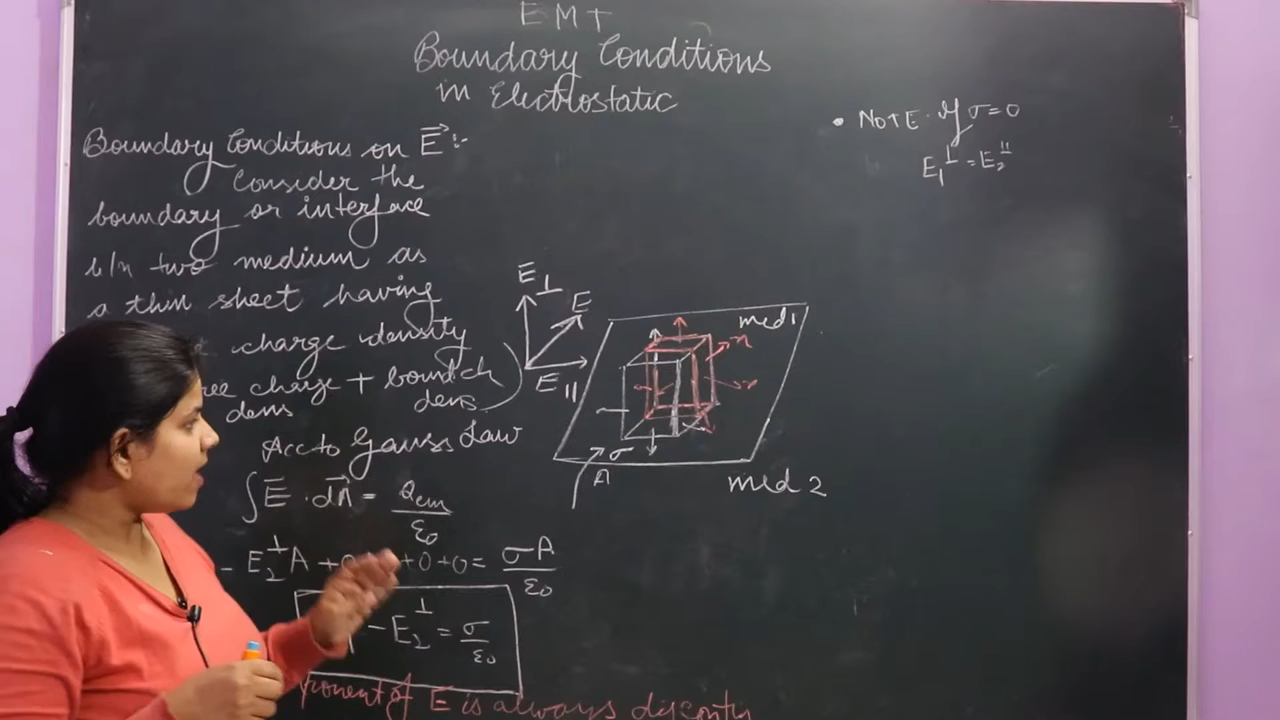 EMT
Boundary Conditions
in Electrostatic
Boundary Conditions on E⃗ :-
Consider the
boundary or interface
b/n two medium as
a thin sheet having
charge density
charge + bound ch
dens dens
Acc to Gauss Law
∫E⃗ · dA⃗ = Qen/ε₀
- E₂^⊥ A + 0 + 0 + 0 = σA/ε₀
- E₂^⊥ = σ/ε₀
of E is always
E⊥
E
E||
med 1
n
σ
A
med 2
• NOTE · If σ = 0
E₁^⊥ = E₂^11